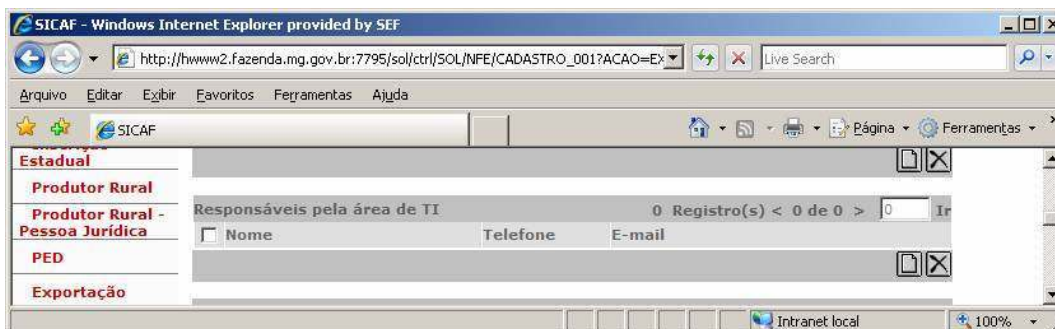 SICAF - Windows Internet Explorer provided by SEF
http://hwww2.fazenda.mg.gov.br:7795/sol/ctrl/SOL/NFE/CADASTRO_001?ACAO=EX
Live Search
Arquivo Editar Exibir Favoritos Ferramentas Ajuda
SICAF
Página Ferramentas
Estadual
Produtor Rural
Responsáveis pela área de TI 0 Registro(s) < 0 de 0 > 0 Ir
Produtor Rural -
Pessoa Jurídica
Nome Telefone E-mail
PED
Exportação
Intranet local 100%